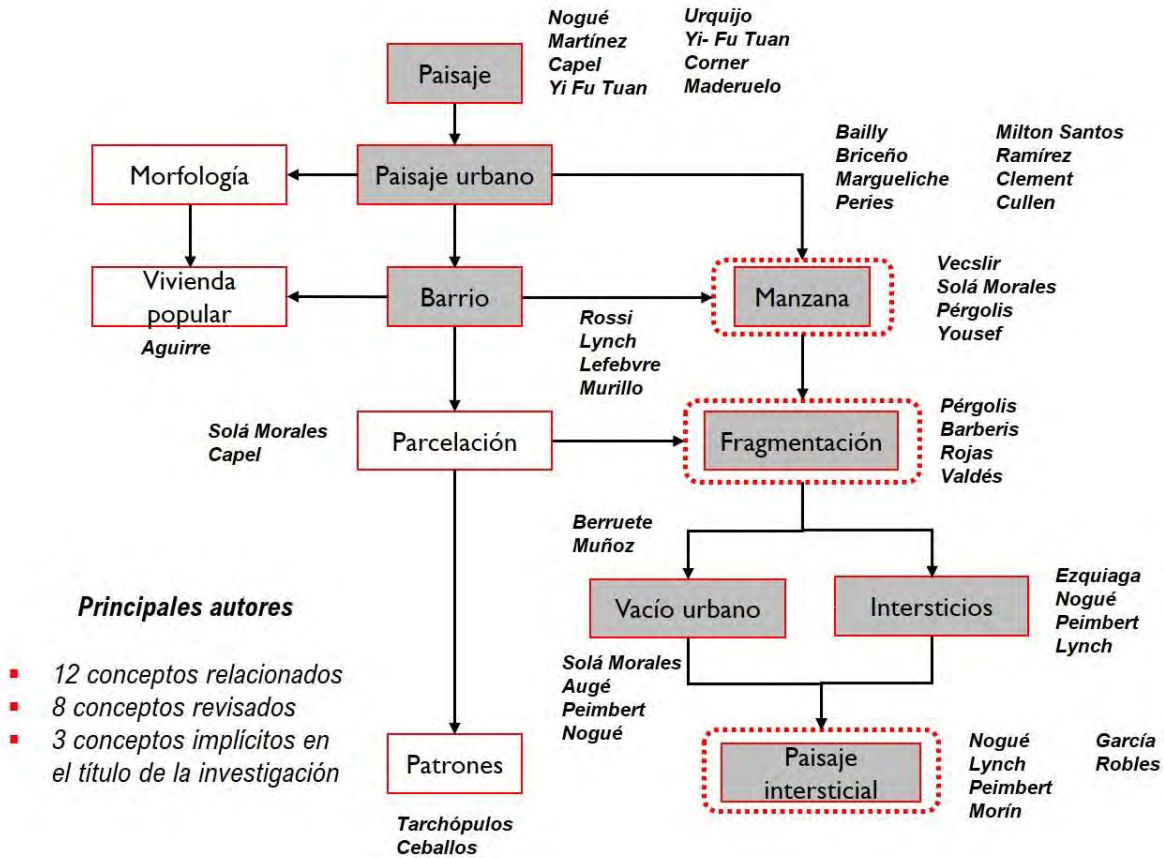 Paisaje
Nogué
Martínez
Capel
Yi Fu Tuan
Urquijo
Yi- Fu Tuan
Corner
Maderuelo
Morfología
Paisaje urbano
Bailly
Briceño
Margueliche
Peries
Milton Santos
Ramírez
Clement
Cullen
Vivienda
popular
Aguirre
Barrio
Rossi
Lynch
Lefebvre
Murillo
Manzana
Vecslir
Solá Morales
Pérgolis
Yousef
Solá Morales
Capel
Parcelación
Fragmentación
Pérgolis
Barberis
Rojas
Valdés
Berruete
Muñoz
Vacío urbano
Solá Morales
Augé
Peimbert
Nogué
Intersticios
Ezquiaga
Nogué
Peimbert
Lynch
Principales autores
▪ 12 conceptos relacionados
▪ 8 conceptos revisados
▪ 3 conceptos implícitos en
el título de la investigación
Patrones
Tarchópulos
Ceballos
Paisaje
intersticial
Nogué
Lynch
Peimbert
Morín
García
Robles